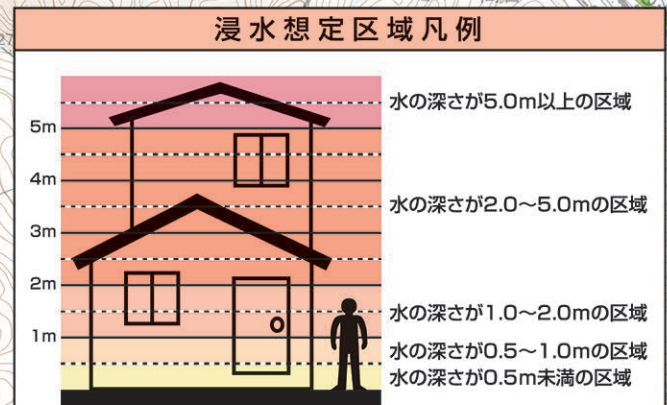 浸水想定区域凡例
水の深さが5.0m以上の区域
5m
4m
水の深さが2.0〜5.0mの区域
3m
2m
水の深さが1.0〜2.0mの区域
1m
水の深さが0.5〜1.0mの区域
水の深さが0.5m未満の区域